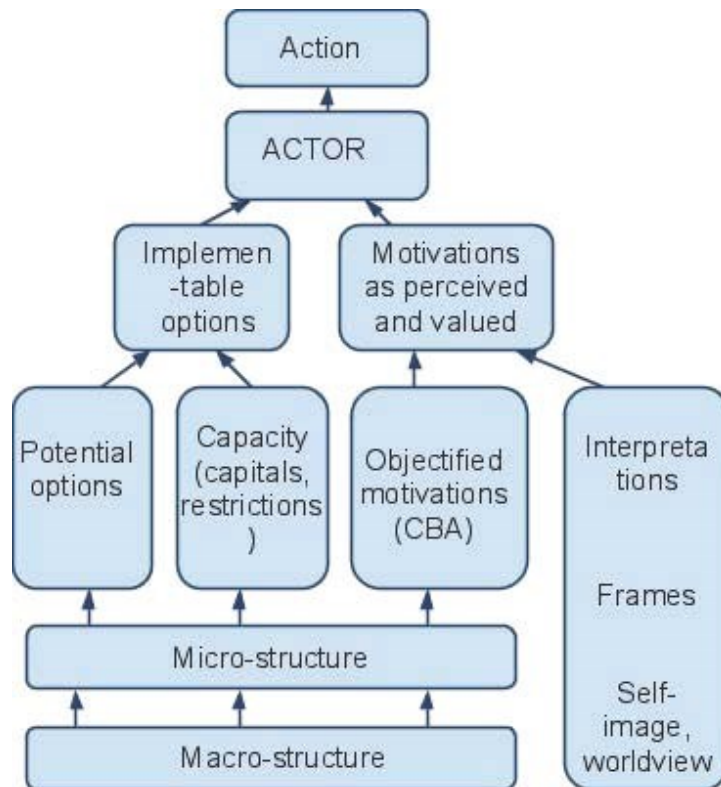 Action
ACTOR
Implemen
-table
options
Motivations
as perceived
and valued
Potential
options
Capacity
(capitals,
restrictions
)
Objectified
motivations
(CBA)
Interpreta
tions
Frames
Self-
image,
worldview
Micro-structure
Macro-structure